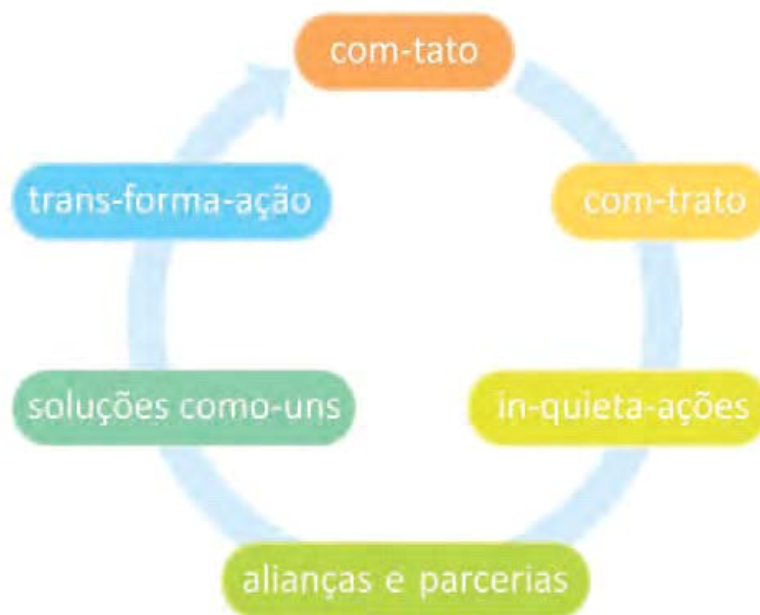 com-tato
com-trato
in-quieta-ações
alianças e parcerias
soluções como-uns
trans-forma-ação